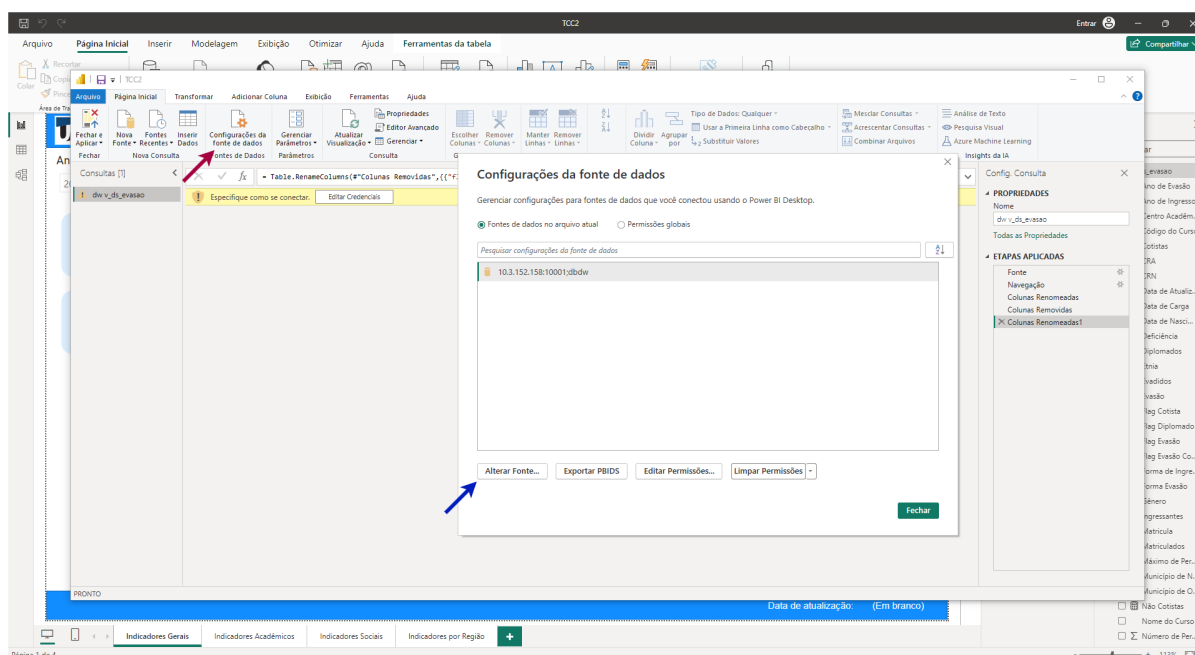 TCC2
Entrar
Arquivo Página Inicial Inserir Modelagem Exibição Otimizar Ajuda Ferramentas da tabela
Compartilhar
Recortar
Colar
TCC2
Arquivo Página Inicial Transformar Adicionar Coluna Exibição Ferramentas Ajuda
Fechar e Aplicar
Nova Fonte
Fontes Recentes
Inserir Dados
Configurações da fonte de dados
Gerenciar Parâmetros
Atualizar Visualização
Propriedades
Editor Avançado
Gerenciar
Escolher Colunas
Remover Colunas
Manter Linhas
Remover Linhas
Dividir Coluna
Agrupar por
Tipo de Dados: Qualquer
Usar a Primeira Linha como Cabeçalho
Substituir Valores
Mesclar Consultas
Acrescentar Consultas
Combinar Arquivos
Análise de Texto
Pesquisa Visual
Azure Machine Learning
Fechar Nova Consulta Fontes de Dados Parâmetros Consulta
Insights da IA
Consultas [1]
dw v_ds_evasao
fx = Table.RenameColumns(#"Colunas Removidas",{{"f
Especifique como se conectar. Editar Credenciais
Configurações da fonte de dados
Gerenciar configurações para fontes de dados que você conectou usando o Power BI Desktop.
Fontes de dados no arquivo atual Permissões globais
Pesquisar configurações da fonte de dados
10.3.152.158:10001;dbdw
Alterar Fonte... Exportar PBIDS Editar Permissões... Limpar Permissões
Fechar
Config. Consulta
PROPRIEDADES
Nome
dw v_ds_evasao
Todas as Propriedades
ETAPAS APLICADAS
Fonte
Navegação
Colunas Renomeadas
Colunas Removidas
Colunas Renomeadas1
PRONTO
Data de atualização: (Em branco)
Não Cotistas
Nome do Curso
Número de Per...
Indicadores Gerais Indicadores Acadêmicos Indicadores Sociais Indicadores por Região
Página 1 de 4
113%